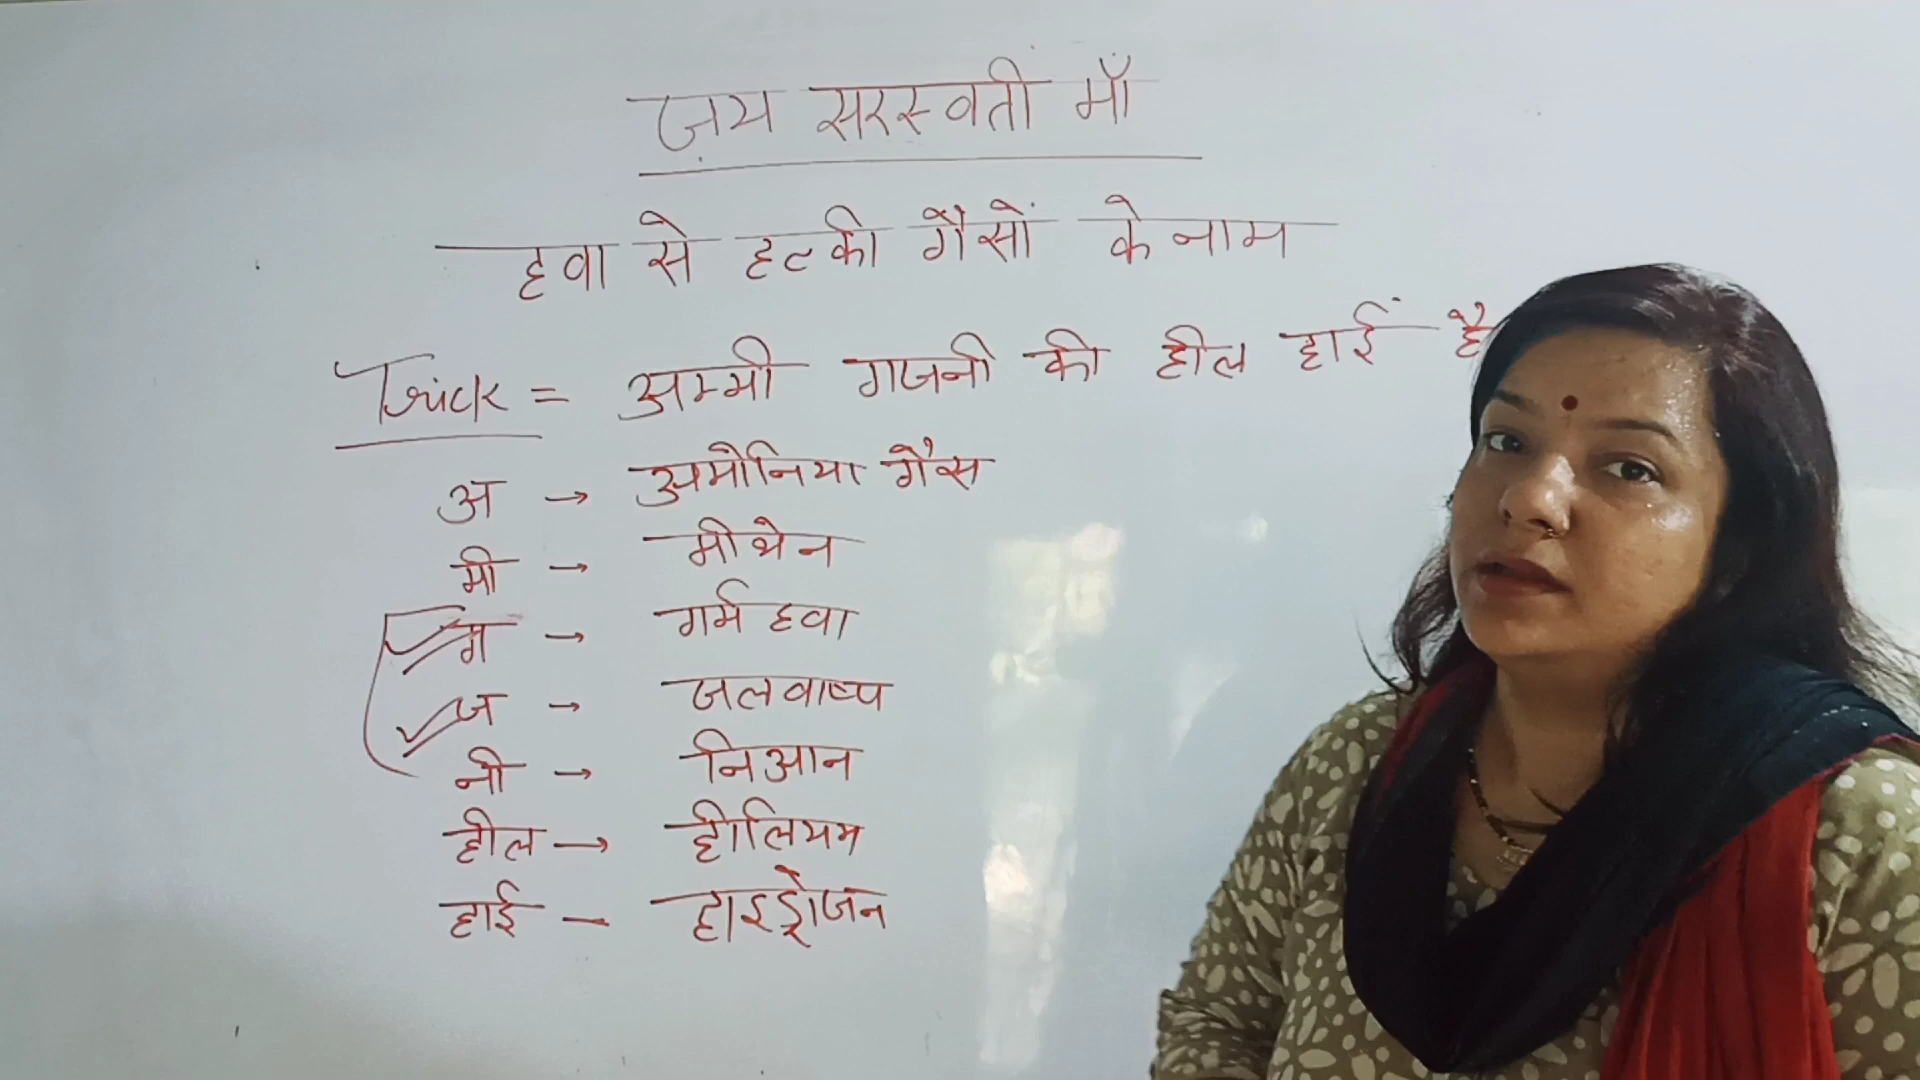 जय सरस्वती माँ
हवा से हल्की गैसों के नाम
Trick = अम्मी गजनी की हील हाई है
अ → अमोनिया गैस
मी → मीथेन
ग → गर्म हवा
ज → जलवाष्प
नी → निआन
हील → हीलियम
हाई – हाइड्रोजन